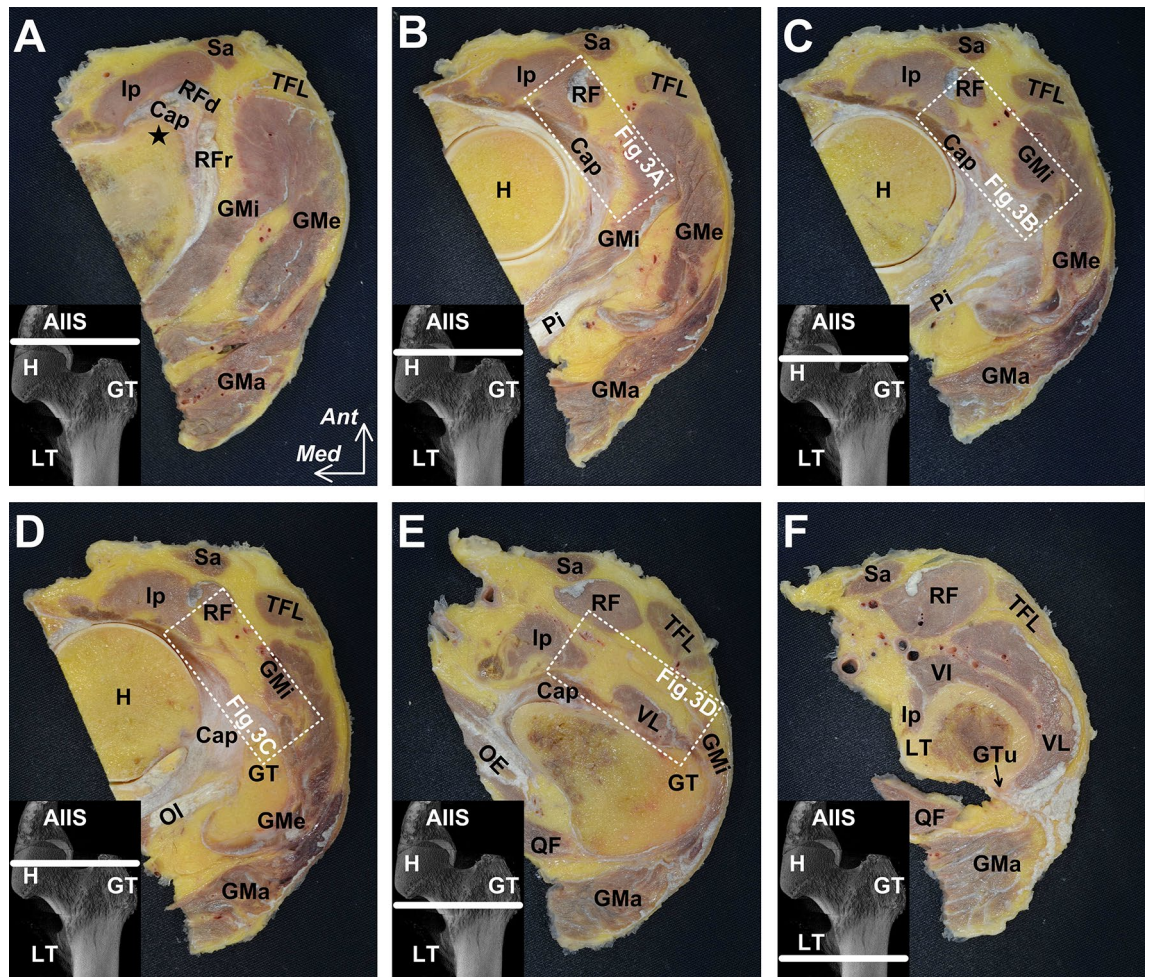 A
Sa
Ip
RFd
TFL
Cap
★
RFr
GMi
GMe
GMa
AIIS
H
GT
LT
Ant
Med
B
Sa
Ip
RF
TFL
Cap
Fig.3A
H
GMi
GMe
Pi
GMa
AIIS
H
GT
LT
C
Sa
Ip
RF
TFL
Cap
GMi
H
Fig.3B
GMe
Pi
GMa
AIIS
H
GT
LT
D
Sa
Ip
RF
TFL
GMi
H
Fig.3C
Cap
GT
OI
GMe
GMa
AIIS
H
GT
LT
E
Sa
RF
TFL
Ip
Cap
Fig.3D
VL
GMi
OE
GT
QF
GMa
AIIS
H
GT
LT
F
Sa
RF
TFL
VI
Ip
LT
GTu
VL
QF
GMa
AIIS
H
GT
LT